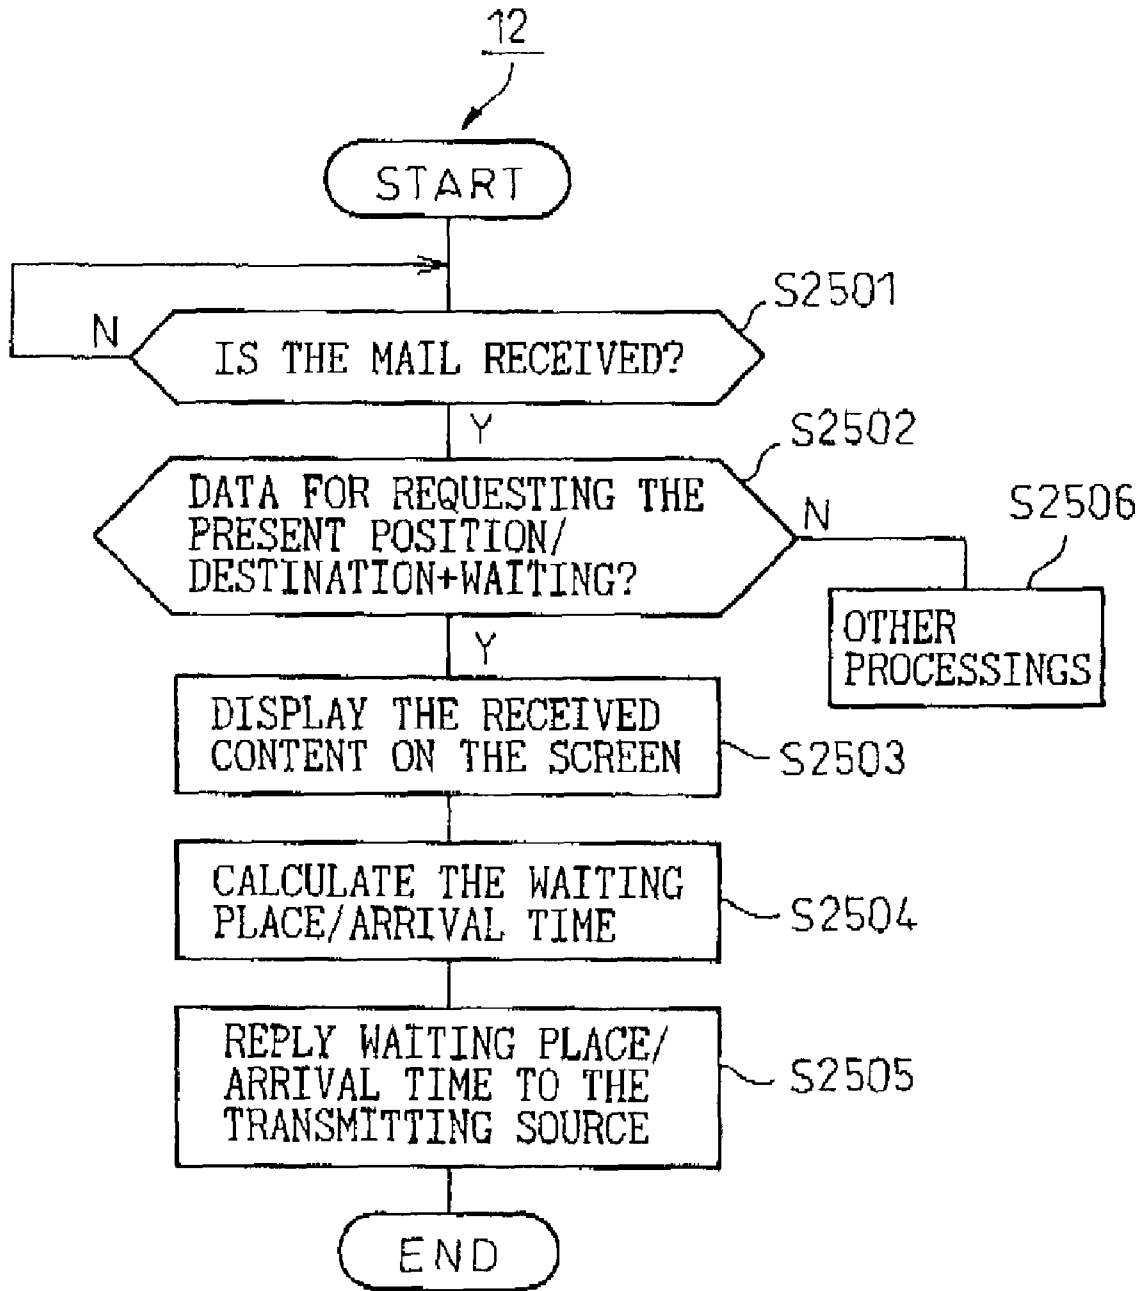 12
START
S2501
N
IS THE MAIL RECEIVED?
Y
S2502
DATA FOR REQUESTING THE
PRESENT POSITION/
DESTINATION+WAITING?
N
S2506
OTHER
PROCESSINGS
Y
DISPLAY THE RECEIVED
CONTENT ON THE SCREEN
S2503
CALCULATE THE WAITING
PLACE/ARRIVAL TIME
S2504
REPLY WAITING PLACE/
ARRIVAL TIME TO THE
TRANSMITTING SOURCE
S2505
END